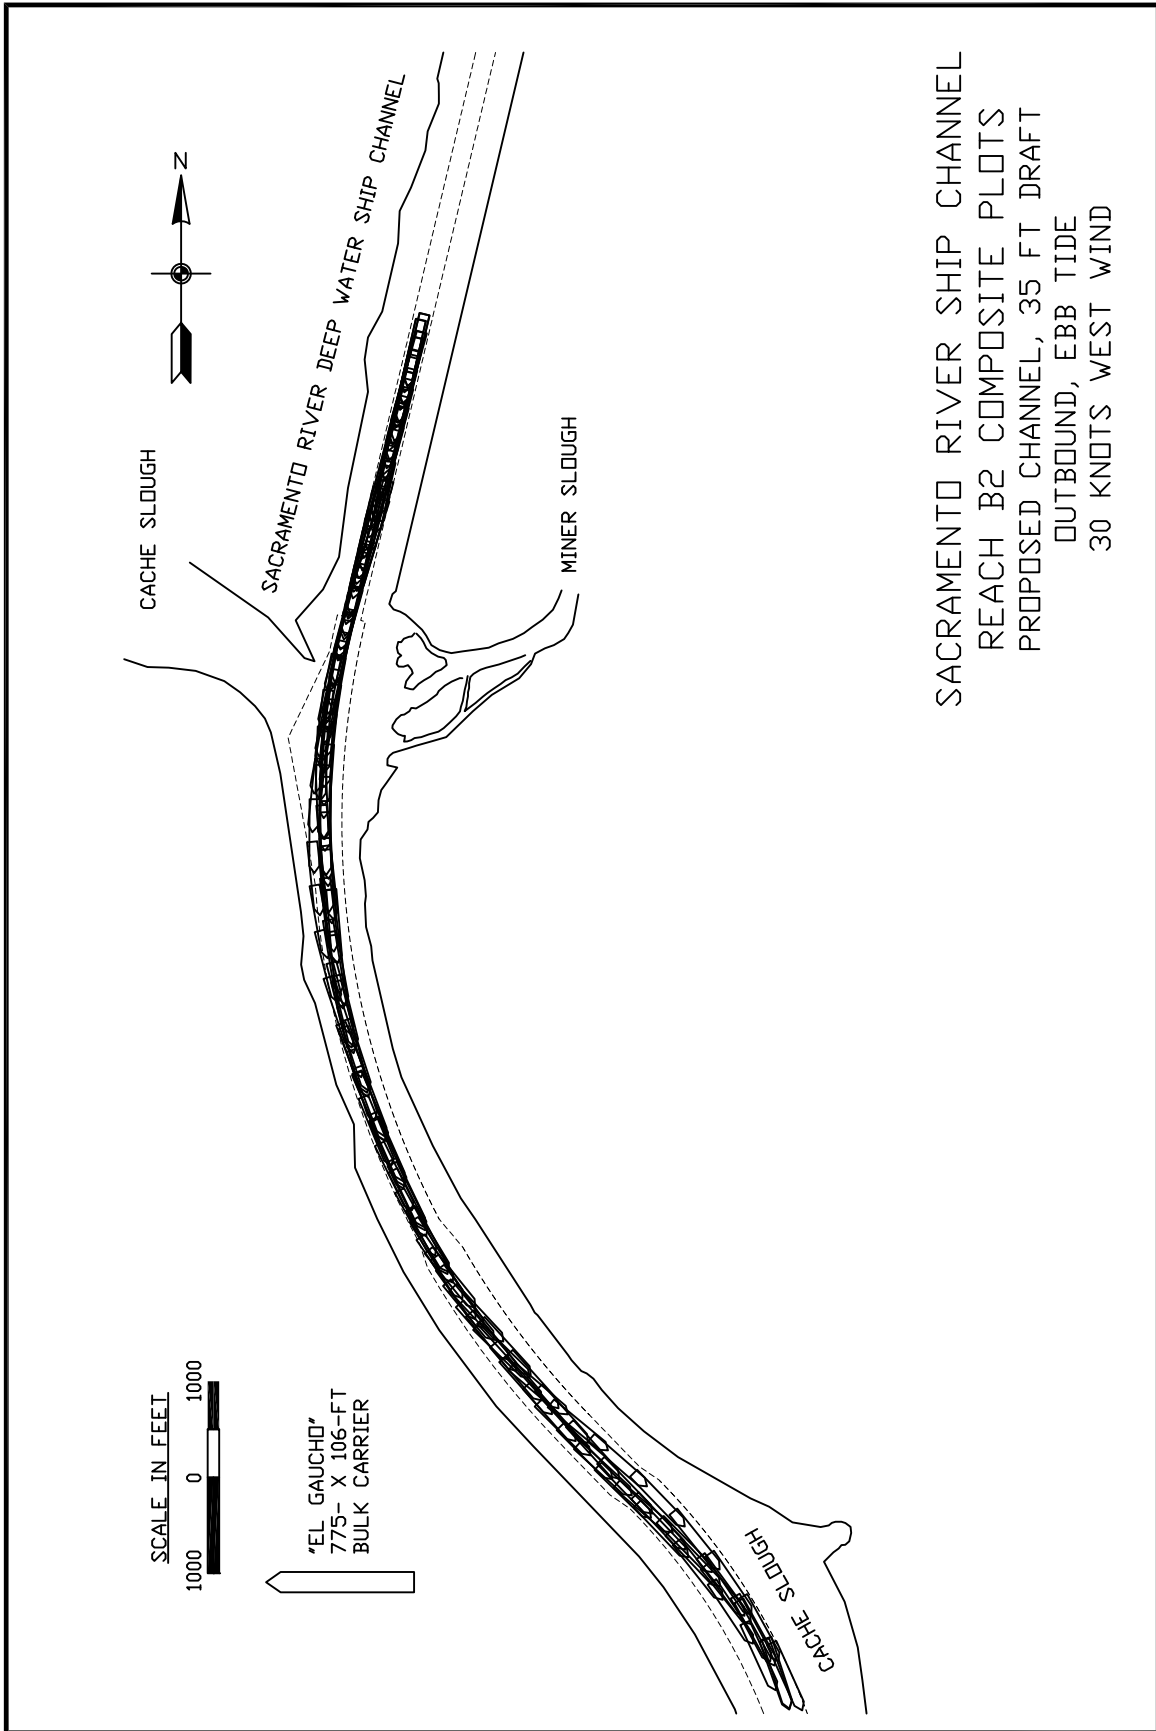 SACRAMENTO RIVER SHIP CHANNEL
REACH B2 COMPOSITE PLOTS
PROPOSED CHANNEL, 35 FT DRAFT
OUTBOUND, EBB TIDE
30 KNOTS WEST WIND
N
CACHE SLOUGH
SACRAMENTO RIVER DEEP WATER SHIP CHANNEL
MINER SLOUGH
CACHE SLOUGH
SCALE IN FEET
1000 0 1000
"EL GAUCHO"
775- X 106-FT
BULK CARRIER